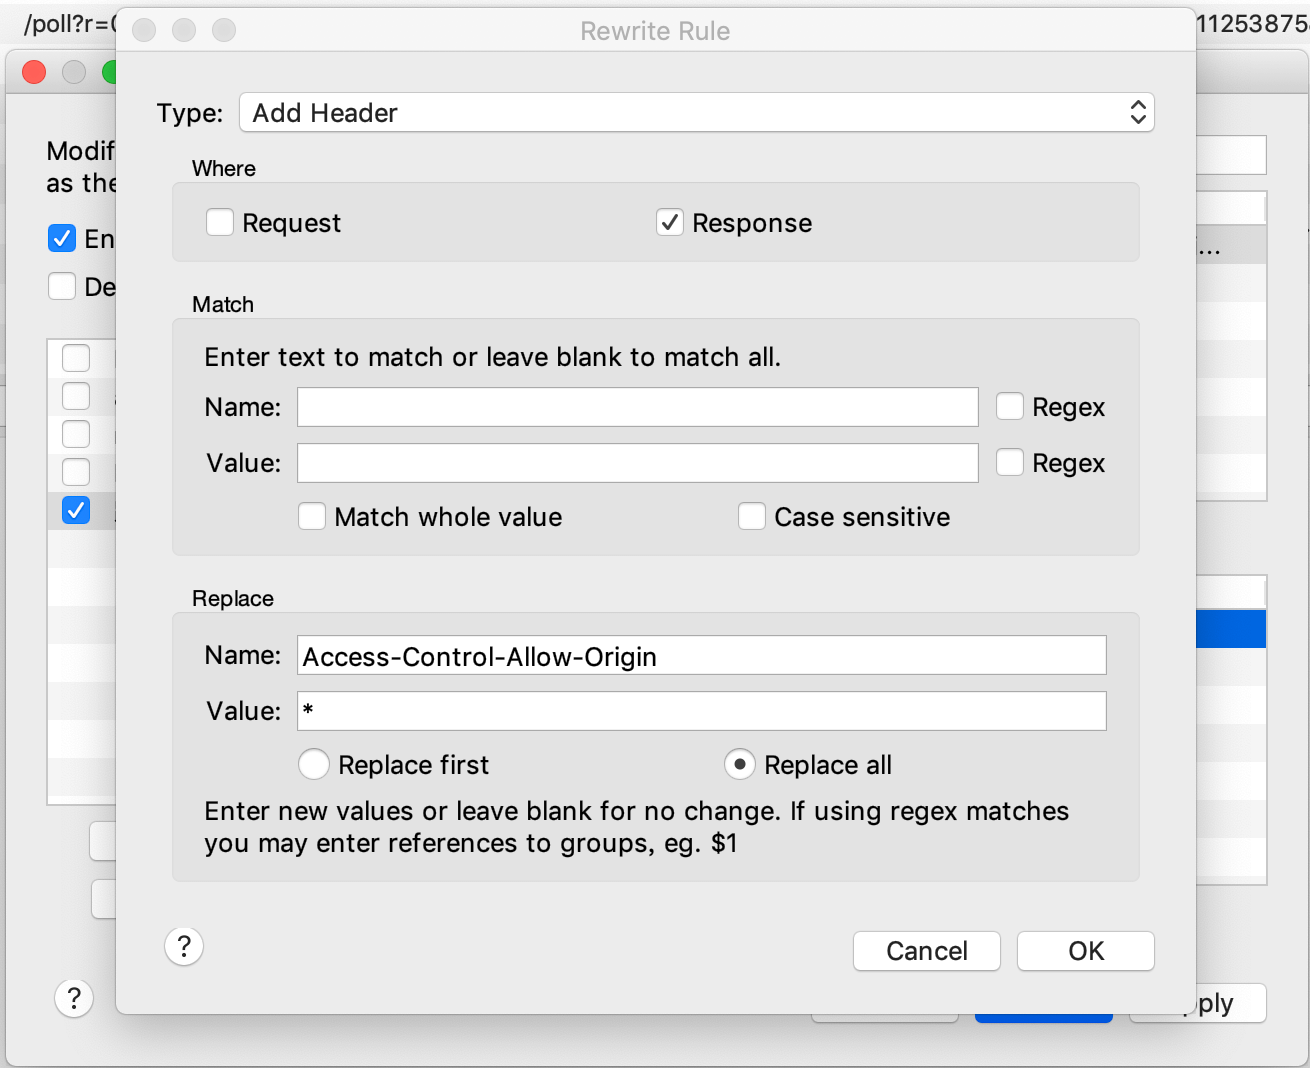 /poll?r=
Rewrite Rule
11253875
Type: Add Header
Modif
as the
Where
Request
Response
En
De
...
Match
Enter text to match or leave blank to match all.
Name:
Regex
Value:
Regex
Match whole value
Case sensitive
Replace
Name: Access-Control-Allow-Origin
Value: *
Replace first
Replace all
Enter new values or leave blank for no change. If using regex matches
you may enter references to groups, eg. $1
?
Cancel
OK
?
pply